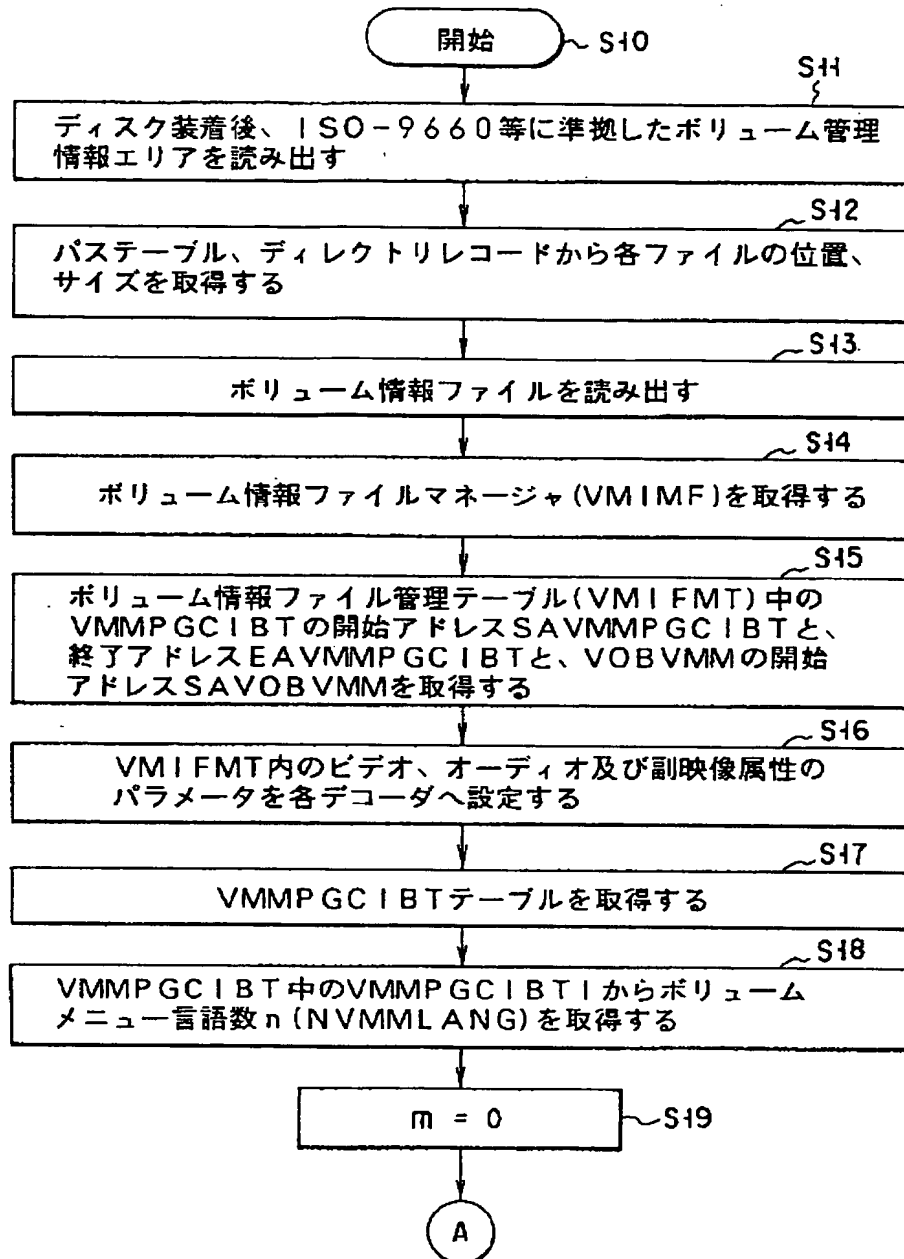 開始
S10
S11
ディスク装着後、ISO-9660等に準拠したボリューム管理
情報エリアを読み出す
S12
パステーブル、ディレクトリレコードから各ファイルの位置、
サイズを取得する
S13
ボリューム情報ファイルを読み出す
S14
ボリューム情報ファイルマネージャ(VMIMF)を取得する
S15
ボリューム情報ファイル管理テーブル(VMIFMT)中の
VMMPGCIBTの開始アドレスSAVMMPGCIBTと、
終了アドレスEAVMMPGCIBTと、VOBVMMの開始
アドレスSAVOBVMMを取得する
S16
VMIFMT内のビデオ、オーディオ及び副映像属性の
パラメータを各デコーダへ設定する
S17
VMMPGCIBTテーブルを取得する
S18
VMMPGCIBT中のVMMPGCIBTIからボリューム
メニュー言語数n(NVMMLANG)を取得する
m = 0
S19
A